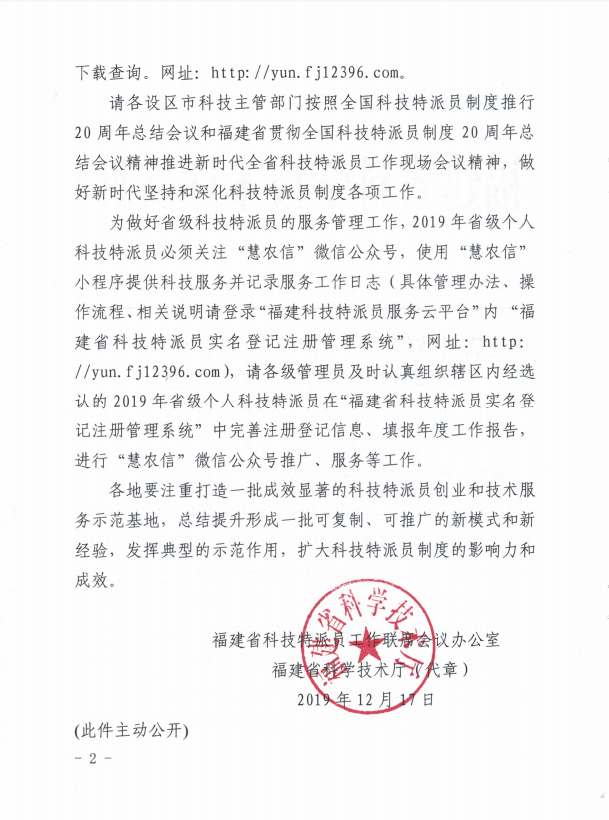 下载查询。网址：http://yun.fj12396.com。
请各设区市科技主管部门按照全国科技特派员制度推行
20 周年总结会议和福建省贯彻全国科技特派员制度 20 周年总
结会议精神推进新时代全省科技特派员工作现场会议精神，做
好新时代坚持和深化科技特派员制度各项工作。
为做好省级科技特派员的服务管理工作，2019 年省级个人
科技特派员必须关注 “慧农信” 微信公众号，使用 “慧农信”
小程序提供科技服务并记录服务工作日志（具体管理办法、操
作流程、相关说明请登录“福建科技特派员服务云平台”内 “福
建省科技特派员实名登记注册管理系统”，网址：http:
//yun.fj12396.com)，请各级管理员及时认真组织辖区内经选
认的 2019 年省级个人科技特派员在“福建省科技特派员实名登
记注册管理系统” 中完善注册登记信息、填报年度工作报告，
进行 “慧农信” 微信公众号推广、服务等工作。
各地要注重打造一批成效显著的科技特派员创业和技术服
务示范基地，总结提升形成一批可复制、可推广的新模式和新
经验，发挥典型的示范作用，扩大科技特派员制度的影响力和
成效。
福建省科学技术厅
福建省科技特派员工作联席会议办公室
福建省科学技术厅（代章）
2019 年 12 月 17 日
(此件主动公开)
- 2 -